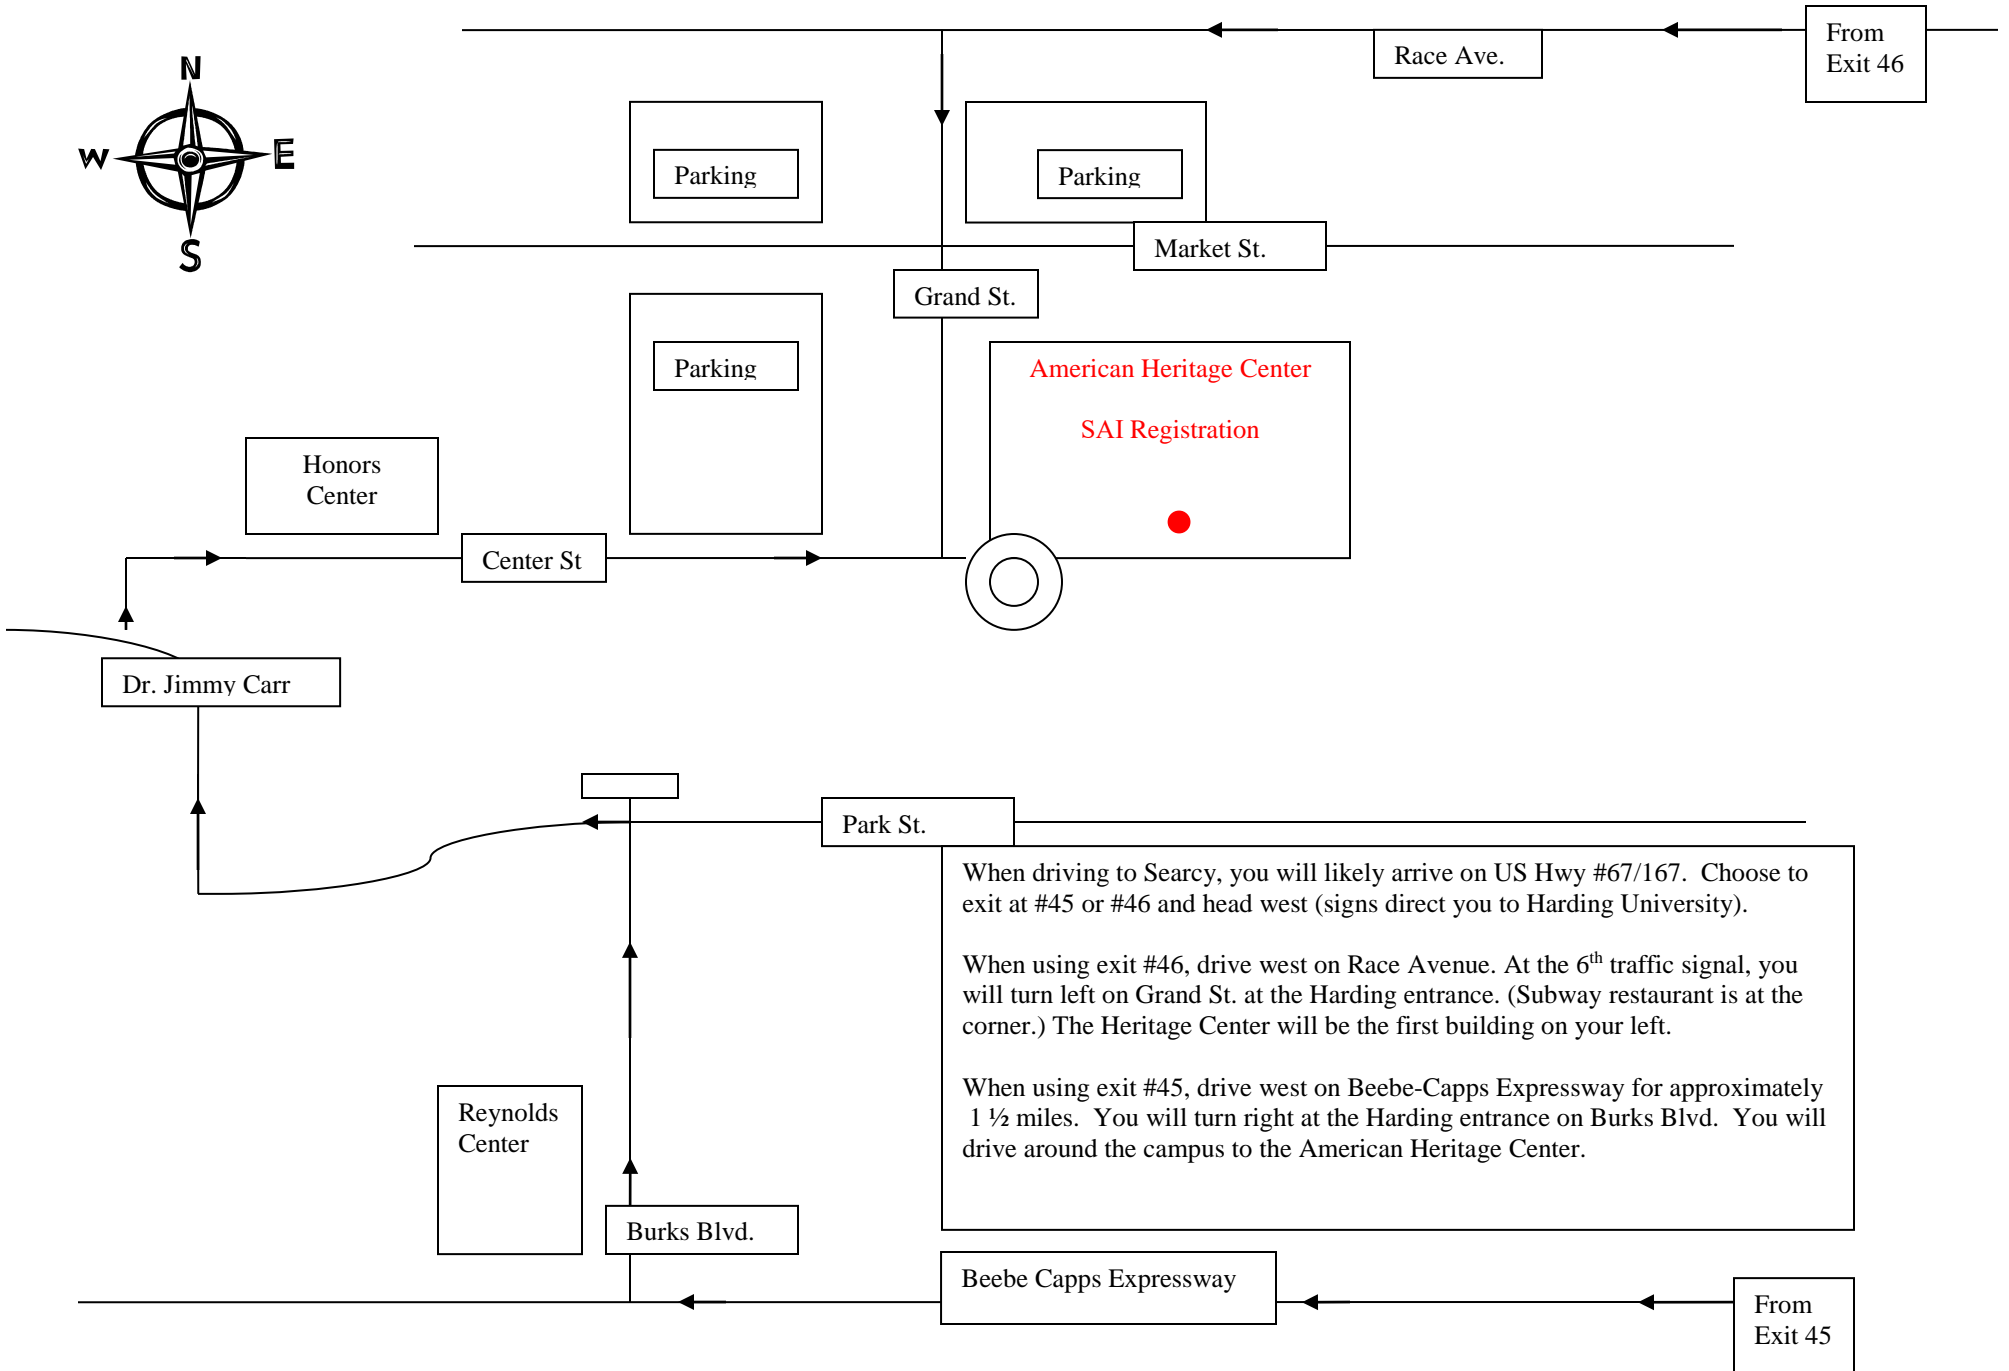 From
Exit 46
Race Ave.
N
W
E
S
Parking
Parking
Market St.
Grand St.
Parking
American Heritage Center
SAI Registration
Honors
Center
Center St
Dr. Jimmy Carr
Park St.
When driving to Searcy, you will likely arrive on US Hwy #67/167.  Choose to
exit at #45 or #46 and head west (signs direct you to Harding University).
When using exit #46, drive west on Race Avenue. At the 6th traffic signal, you
will turn left on Grand St. at the Harding entrance. (Subway restaurant is at the
corner.) The Heritage Center will be the first building on your left.
When using exit #45, drive west on Beebe-Capps Expressway for approximately
1 ½ miles.  You will turn right at the Harding entrance on Burks Blvd.  You will
drive around the campus to the American Heritage Center.
Reynolds
Center
Burks Blvd.
Beebe Capps Expressway
From
Exit 45